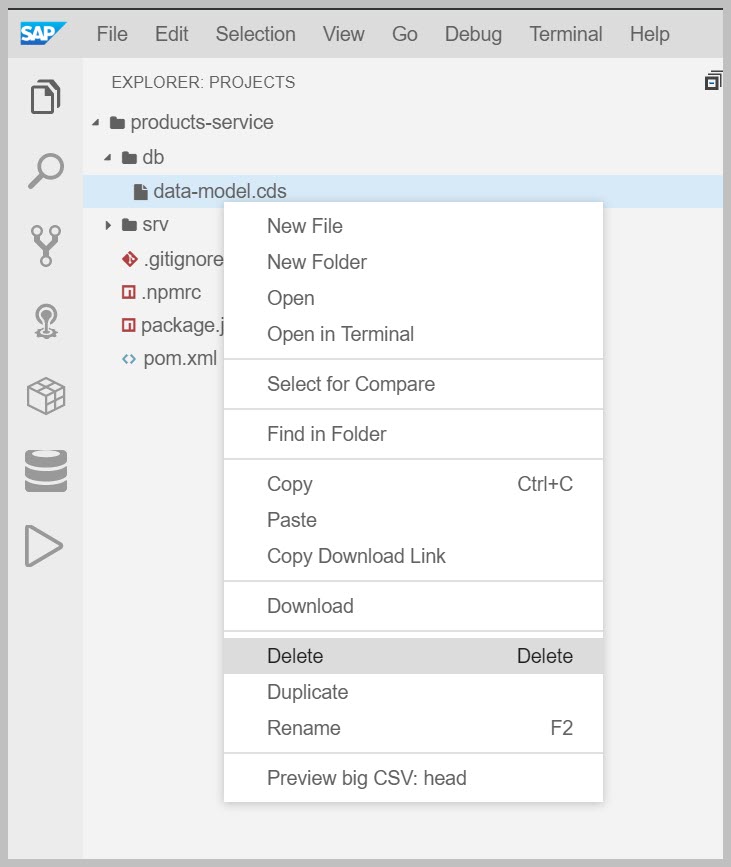 SAP File Edit Selection View Go Debug Terminal Help
EXPLORER: PROJECTS
products-service
db
data-model.cds
srv
.gitignore
.npmrc
package.j
pom.xml
New File
New Folder
Open
Open in Terminal
Select for Compare
Find in Folder
Copy Ctrl+C
Paste
Copy Download Link
Download
Delete Delete
Duplicate
Rename F2
Preview big CSV: head